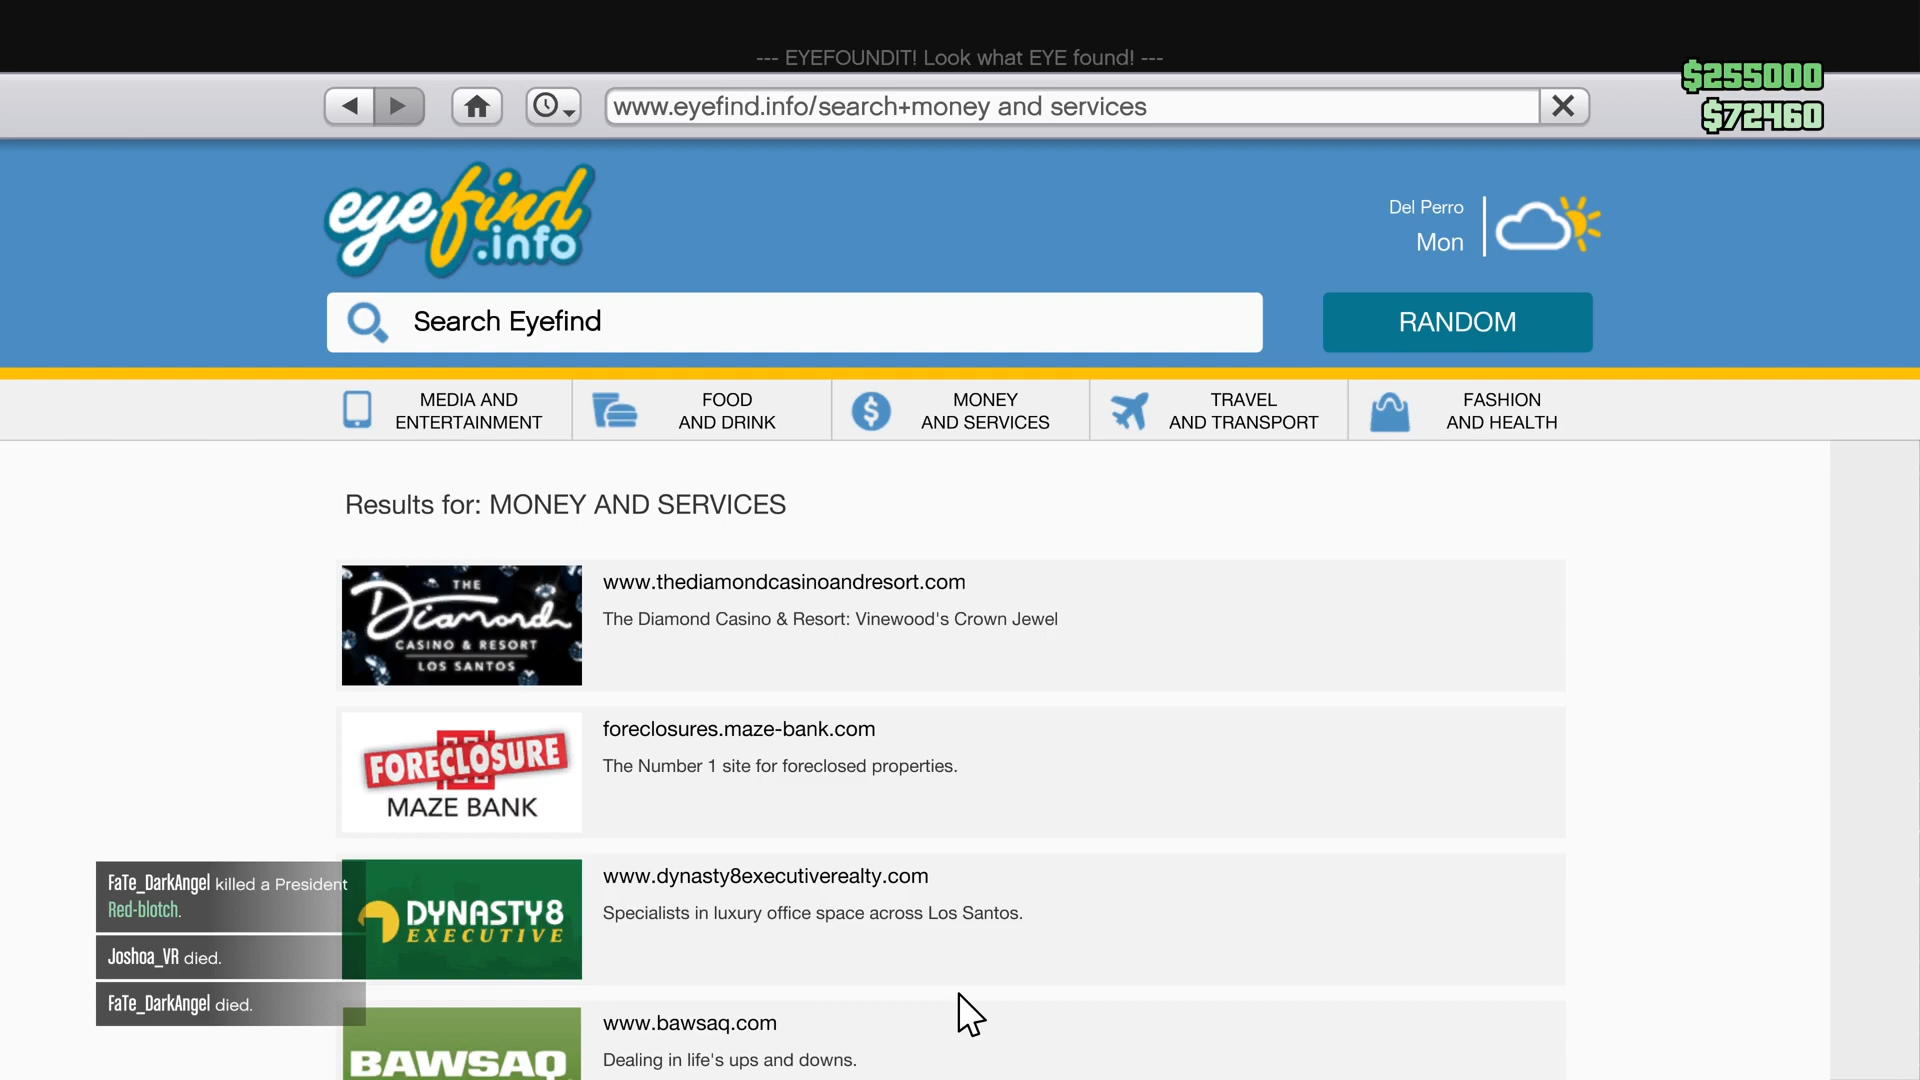 --- EYEFOUNDIT! Look what EYE found! ---
$255000
www.eyefind.info/search+money and services
$72460
eyefind
.info
Del Perro
Mon
Search Eyefind
RANDOM
MEDIA AND
ENTERTAINMENT
FOOD
AND DRINK
MONEY
AND SERVICES
TRAVEL
AND TRANSPORT
FASHION
AND HEALTH
Results for: MONEY AND SERVICES
THE
Diamond
CASINO & RESORT
LOS SANTOS
www.thediamondcasinoandresort.com
The Diamond Casino & Resort: Vinewood's Crown Jewel
FORECLOSURE
MAZE BANK
foreclosures.maze-bank.com
The Number 1 site for foreclosed properties.
FaTe_DarkAngel killed a President
Red-blotch.
Joshoa_VR died.
FaTe_DarkAngel died.
DYNASTY8
EXECUTIVE
www.dynasty8executiverealty.com
Specialists in luxury office space across Los Santos.
BAWSAQ
www.bawsaq.com
Dealing in life's ups and downs.